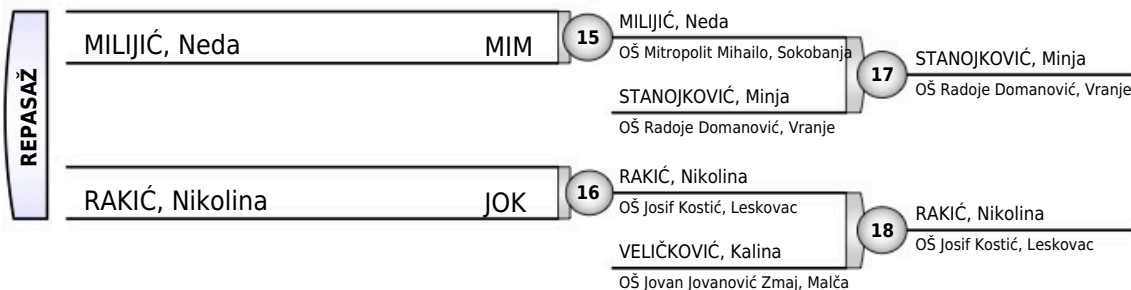 REPASAŽ
MILIJIĆ, Neda MIM
15
MILIJIĆ, Neda
OŠ Mitropolit Mihailo, Sokobanja
STANOJKOVIĆ, Minja
OŠ Radoje Domanović, Vranje
17
STANOJKOVIĆ, Minja
OŠ Radoje Domanović, Vranje
RAKIĆ, Nikolina JOK
16
RAKIĆ, Nikolina
OŠ Josif Kostić, Leskovac
VELIČKOVIĆ, Kalina
OŠ Jovan Jovanović Zmaj, Malča
18
RAKIĆ, Nikolina
OŠ Josif Kostić, Leskovac